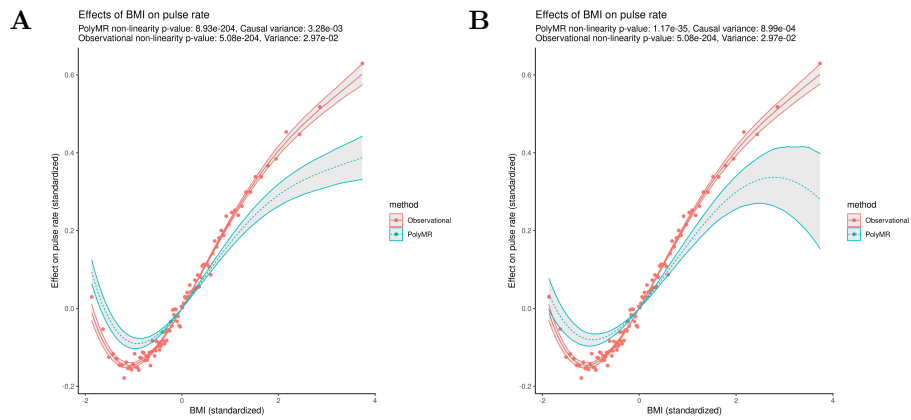 A
Effects of BMI on pulse rate
PolyMR non-linearity p-value: 8.93e-204, Causal variance: 3.28e-03
Observational non-linearity p-value: 5.08e-204, Variance: 2.97e-02
0.6
0.4
0.2
0.0
-0.2
Effect on pulse rate (standardized)
-2
0
2
4
BMI (standardized)
method
Observational
PolyMR
B
Effects of BMI on pulse rate
PolyMR non-linearity p-value: 1.17e-35, Causal variance: 8.99e-04
Observational non-linearity p-value: 5.08e-204, Variance: 2.97e-02
0.6
0.4
0.2
0.0
-0.2
Effect on pulse rate (standardized)
-2
0
2
4
BMI (standardized)
method
Observational
PolyMR